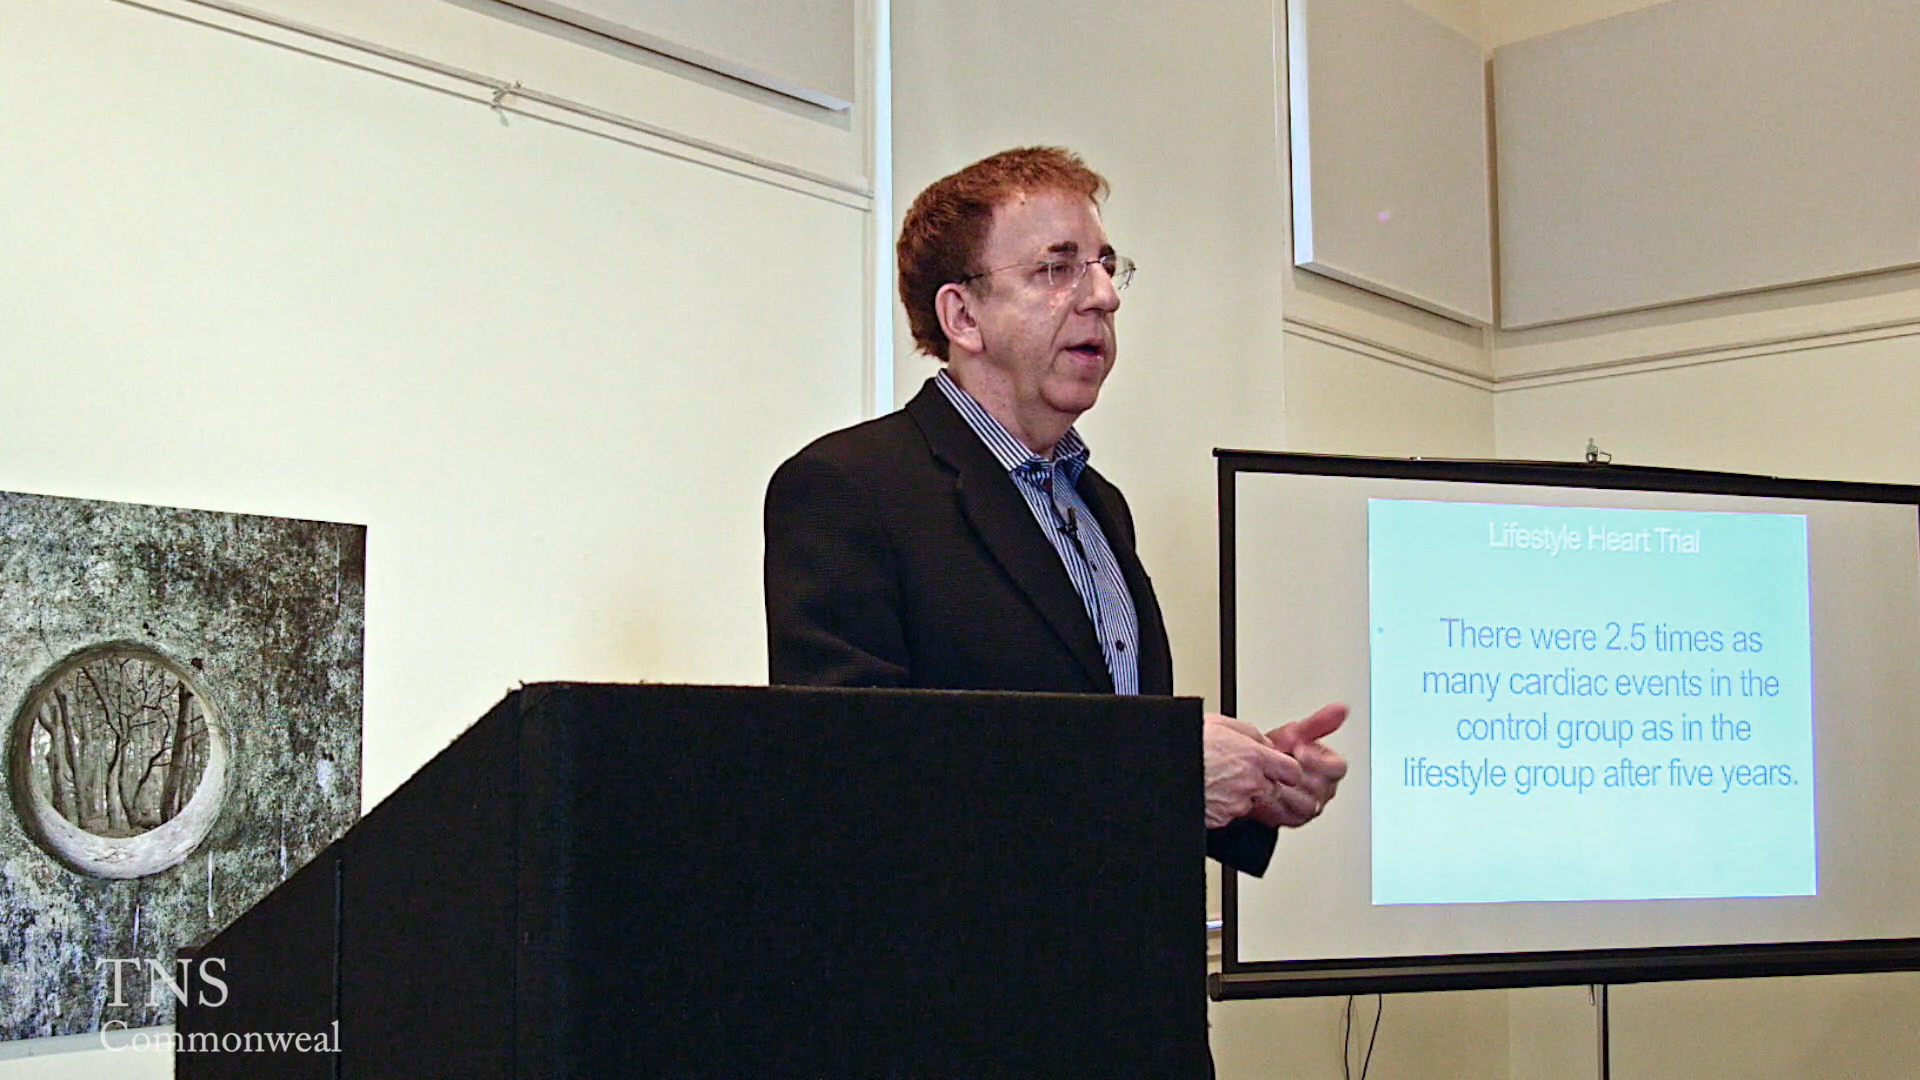 Lifestyle Heart Trial
There were 2.5 times as
many cardiac events in the
control group as in the
lifestyle group after five years.
TNS
Commonweal